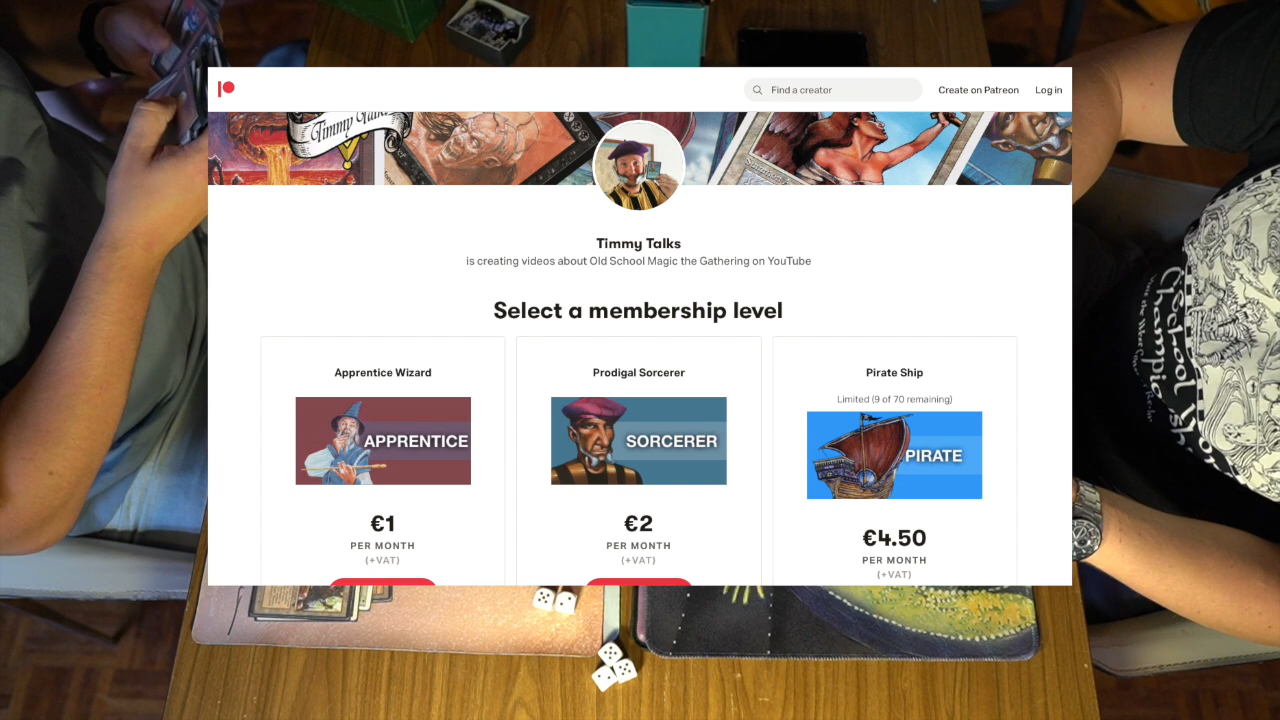 Find a creator
Create on Patreon
Log in
Timmy Talks
Timmy Talks
is creating videos about Old School Magic the Gathering on YouTube
Select a membership level
Apprentice Wizard
Prodigal Sorcerer
Pirate Ship
Limited (9 of 70 remaining)
APPRENTICE
SORCERER
PIRATE
€1
€2
€4.50
PER MONTH
PER MONTH
PER MONTH
(+VAT)
(+VAT)
(+VAT)